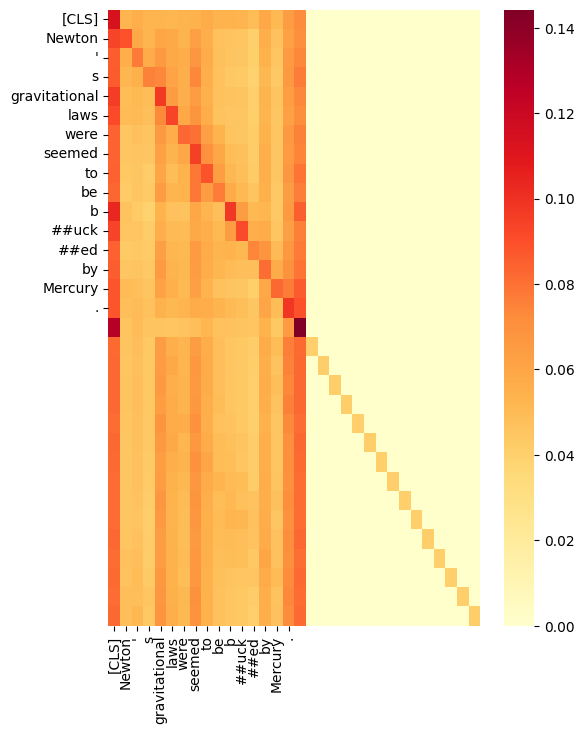 [CLS]
Newton
'
s
gravitational
laws
were
seemed
to
be
b
##uck
##ed
by
Mercury
.
[CLS]
Newton
'
s
gravitational
laws
were
seemed
to
be
b
##uck
##ed
by
Mercury
.
0.14
0.12
0.10
0.08
0.06
0.04
0.02
0.00